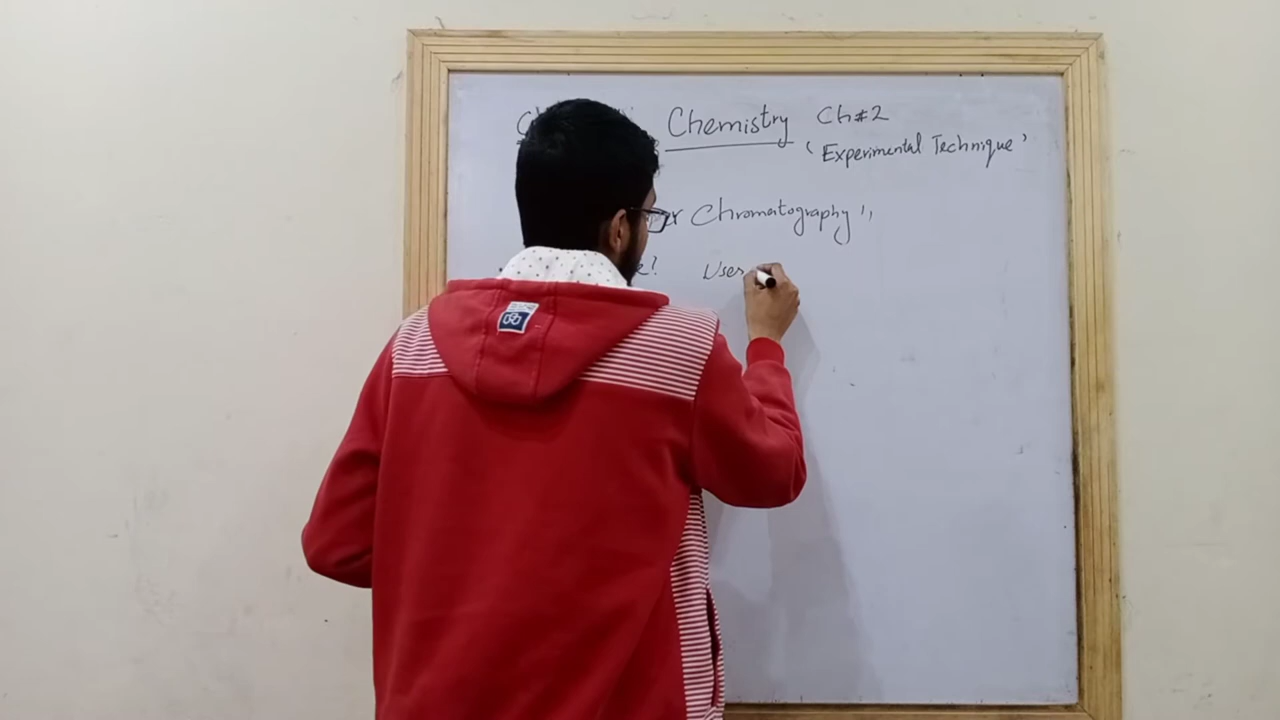 Chemistry Ch#2
‘Experimental Technique’
Chromatography ''
Uses